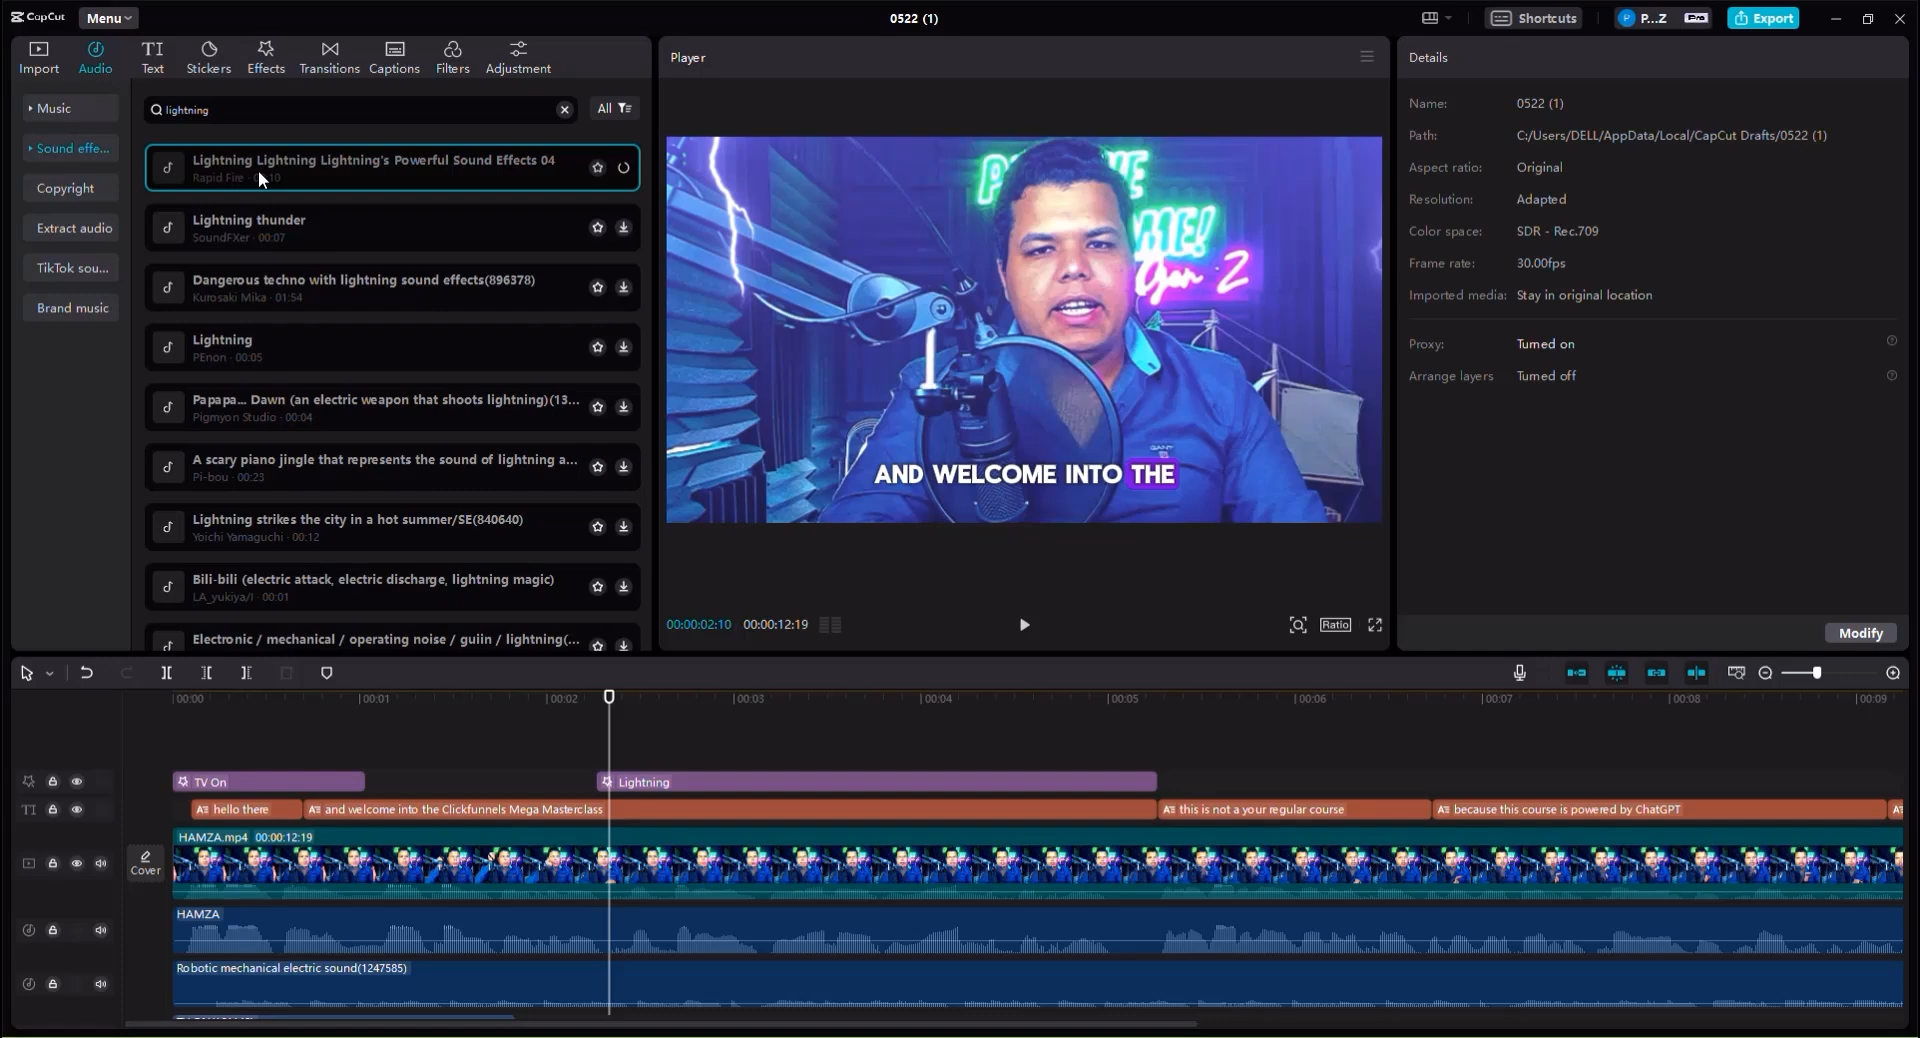 CapCut
Menu
0522 (1)
Shortcuts
P P...Z Pro
Export
Import
Audio
TI
Text
Stickers
Effects
Transitions
Captions
Filters
Adjustment
Music
Sound effe...
Copyright
Extract audio
TikTok sou...
Brand music
lightning
All
Lightning Lightning Lightning's Powerful Sound Effects 04
Rapid Fire
Lightning thunder
SoundFXer · 00:07
Dangerous techno with lightning sound effects(896378)
Kurosaki Mika · 01:54
Lightning
PEnon · 00:05
Papapa... Dawn (an electric weapon that shoots lightning)(13...
Pigmyon Studio · 00:04
A scary piano jingle that represents the sound of lightning a...
Pi-bou · 00:23
Lightning strikes the city in a hot summer/SE(840640)
Yoichi Yamaguchi · 00:12
Bili-bili (electric attack, electric discharge, lightning magic)
LA_yukiya/I · 00:01
Electronic / mechanical / operating noise / guiin / lightning(...
Player
ME!
Gen Z
GANT
AND WELCOME INTO THE
00:00:02:10 00:00:12:19
Ratio
Details
Name: 0522 (1)
Path: C:/Users/DELL/AppData/Local/CapCut Drafts/0522 (1)
Aspect ratio: Original
Resolution: Adapted
Color space: SDR - Rec.709
Frame rate: 30.00fps
Imported media: Stay in original location
Proxy: Turned on
Arrange layers Turned off
Modify
00:00 00:01 00:02 00:03 00:04 00:05 00:06 00:07 00:08 00:09
TV On
Lightning
TI
hello there
and welcome into the Clickfunnels Mega Masterclass
this is not a your regular course
because this course is powered by ChatGPT
HAMZA.mp4 00:00:12:19
Cover
HAMZA
Robotic mechanical electric sound(1247585)